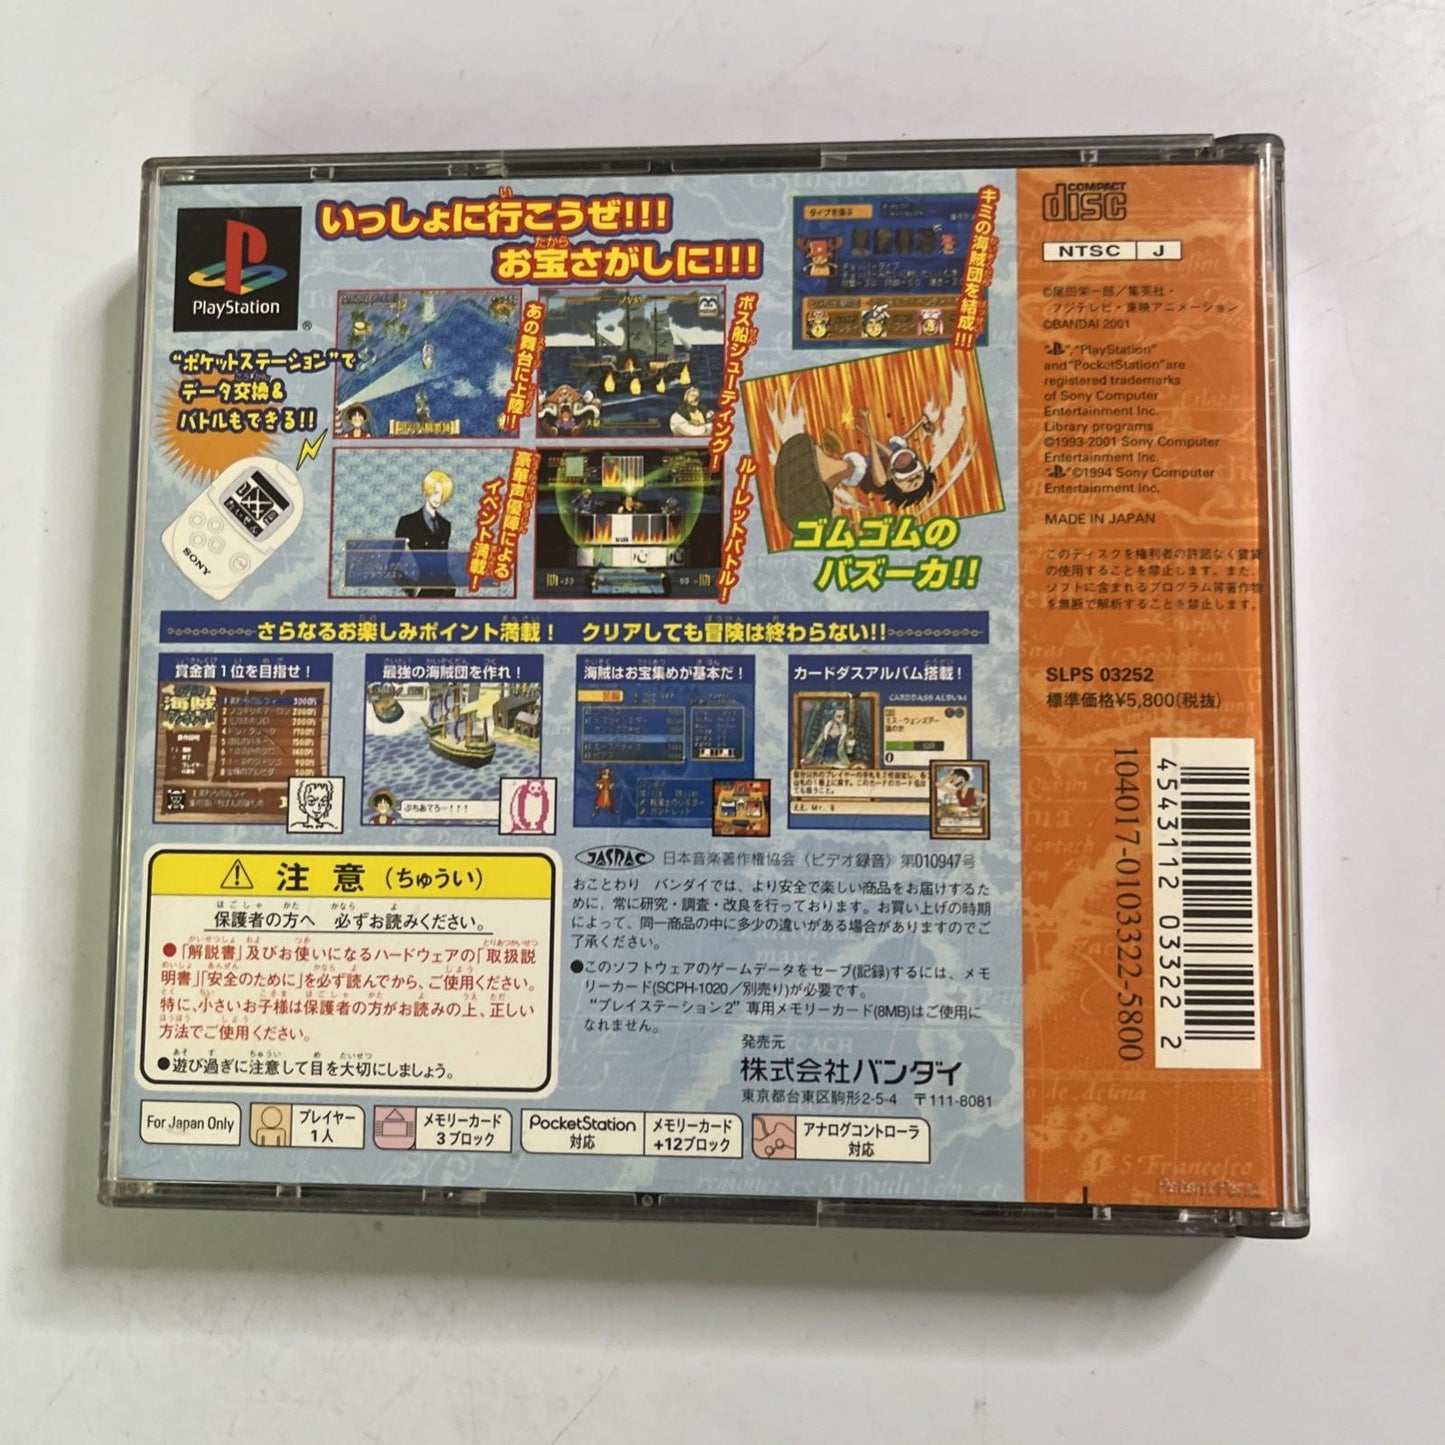 PlayStation
®
いっしょに行こうぜ!!!
お宝さがしに!!!
"ポケットステーション"で
データ交換&
バトルもできる!!
SONY
あの舞台に上陸!
ボス船シューティング!
キミの海賊団を結成!!!
タイプを選ぶ
豪華声優陣による
イベント満載!
ルーレットバトル!
ゴムゴムの
バズーカ!!
さらなるお楽しみポイント満載! クリアしても冒険は終わらない!!
賞金首1位を目指せ!
最強の海賊団を作れ!
ぶちあてろー!!!
海賊はお宝集めが基本だ!
カードダスアルバム搭載!
CARDDASS ALBUM
ミス・ウェンズデー
注意(ちゅうい)
保護者の方へ 必ずお読みください。
●「解説書」及びお使いになるハードウェアの「取扱説
明書」「安全のために」を必ず読んでから、ご使用ください。
特に、小さいお子様は保護者の方がお読みの上、正しい
方法でご使用ください。
●遊び過ぎに注意して目を大切にしましょう。
JASRAC 日本音楽著作権協会〈ビデオ録音〉第010947号
おことわり バンダイでは、より安全で楽しい商品をお届けするた
めに、常に研究・調査・改良を行っております。お買い上げの時期
によって、同一商品の中に多少の違いがある場合がありますのでご
了承ください。
●このソフトウェアのゲームデータをセーブ(記録)するには、メモ
リーカード(SCPH-1020/別売り)が必要です。
"プレイステーション2"専用メモリーカード(8MB)はご使用に
なれません。
発売元
株式会社バンダイ
東京都台東区駒形2-5-4 〒111-8081
For Japan Only
プレイヤー
1人
メモリーカード
3ブロック
PocketStation
対応
メモリーカード
+12ブロック
アナログコントローラ
対応
COMPACT
disc
NTSC J
©尾田栄一郎/集英社・
フジテレビ・東映アニメーション
©BANDAI 2001
"PlayStation"
and "PocketStation" are
registered trademarks
of Sony Computer
Entertainment Inc.
Library programs
©1993-2001 Sony Computer
Entertainment Inc.
©1994 Sony Computer
Entertainment Inc.
MADE IN JAPAN
このディスクを権利者の許諾なく賃貸
の使用することを禁止します。また、
ソフトに含まれるプログラム等著作物
を無断で解析することを禁止します。
SLPS 03252
標準価格¥5,800(税抜)
4543112 03322 2
104017-0103322-5800
S Francesco